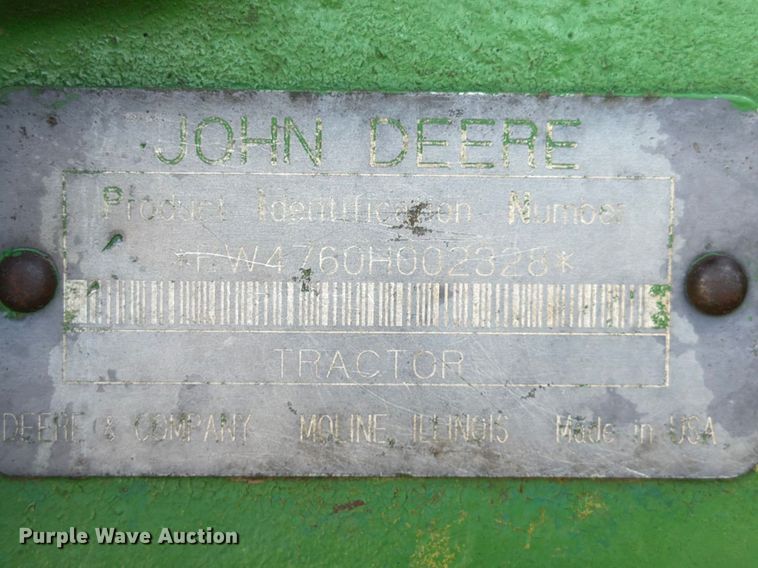 JOHN DEERE
Product Identification Number
*RW4760H002328*
TRACTOR
DEERE & COMPANY MOLINE ILLINOIS Made in USA
Purple Wave Auction®